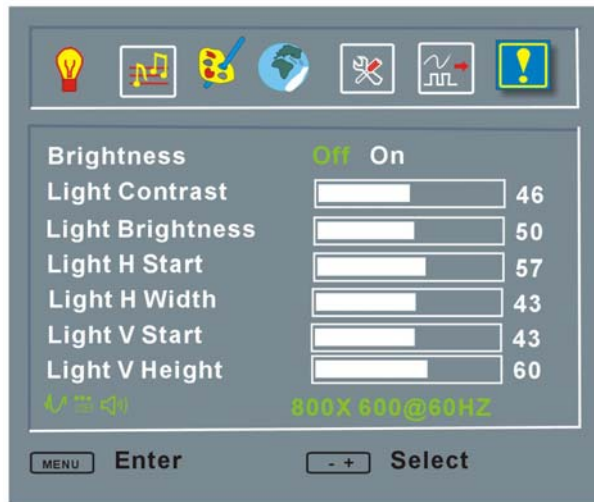 Brightness Off On
Light Contrast 46
Light Brightness 50
Light H Start 57
Light H Width 43
Light V Start 43
Light V Height 60
800X 600@60HZ
MENU Enter - + Select